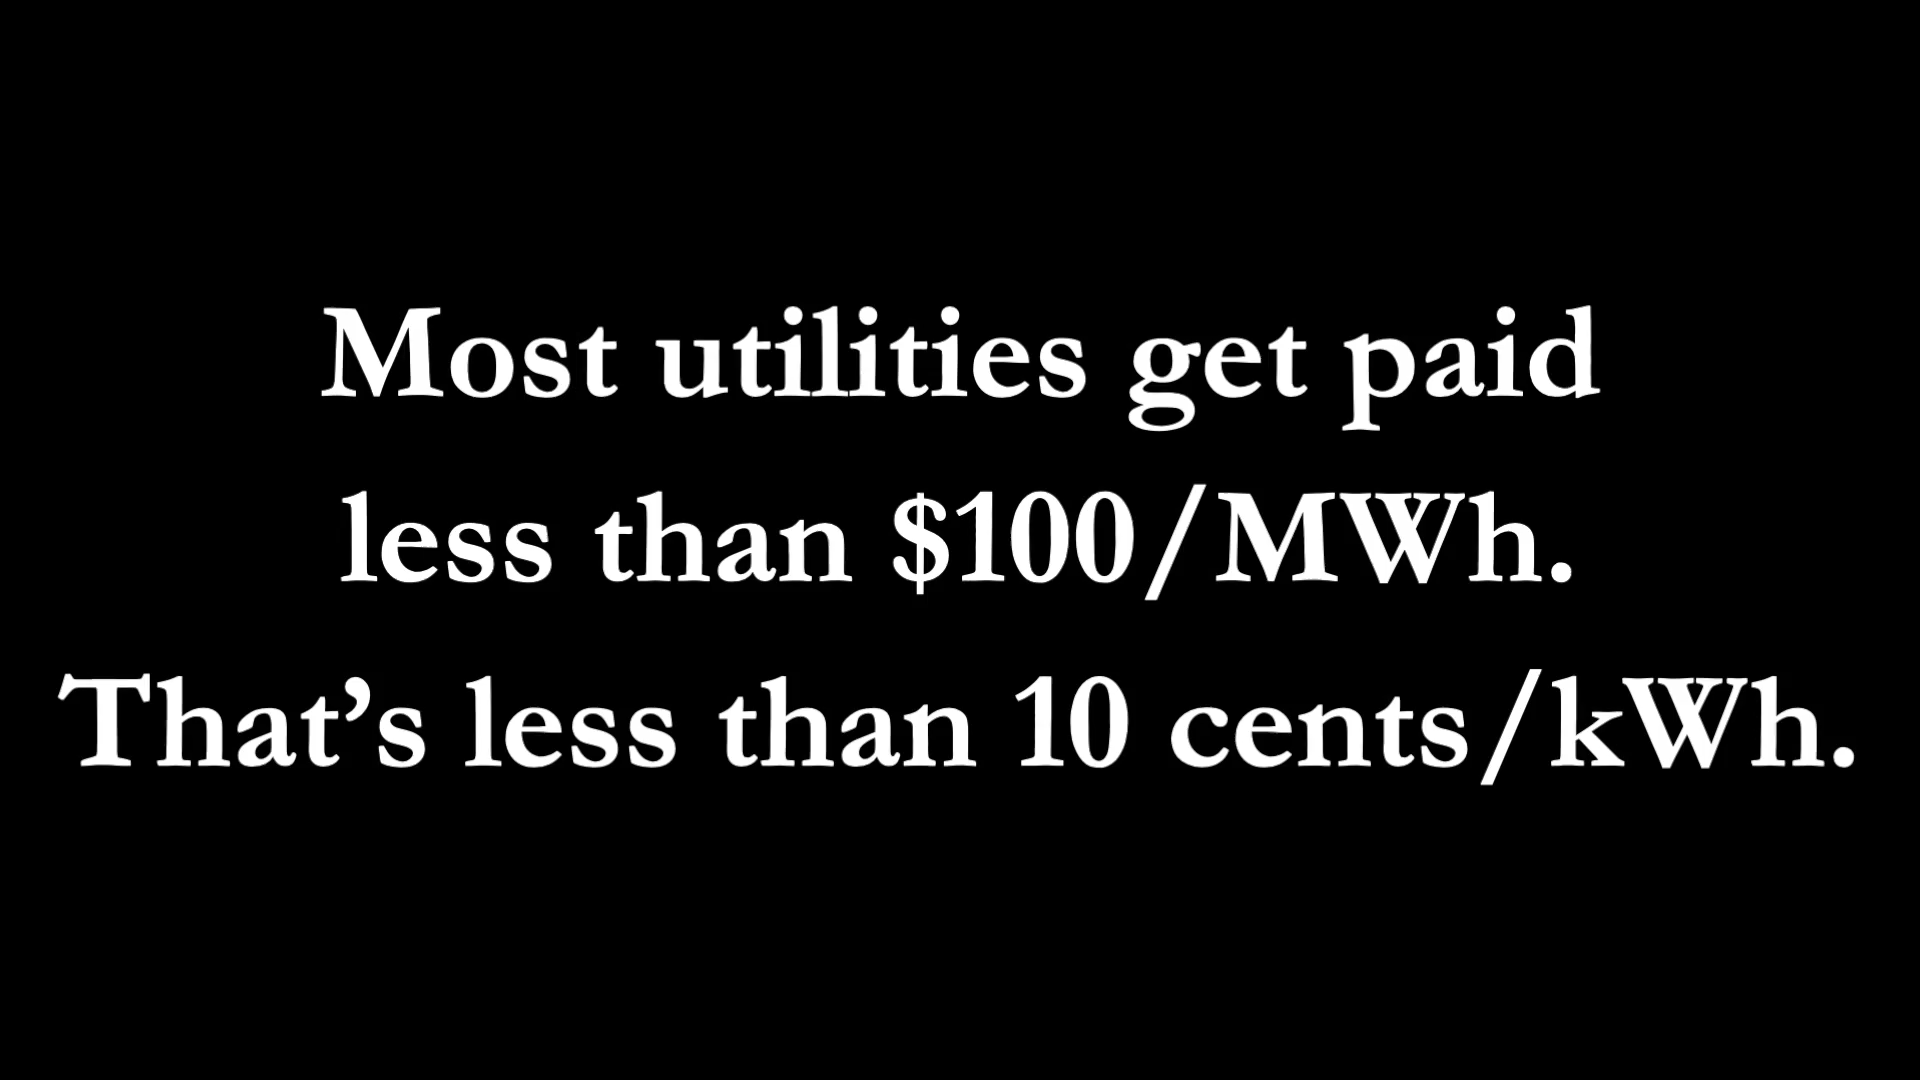 Most utilities get paid
less than $100/MWh.
That’s less than 10 cents/kWh.